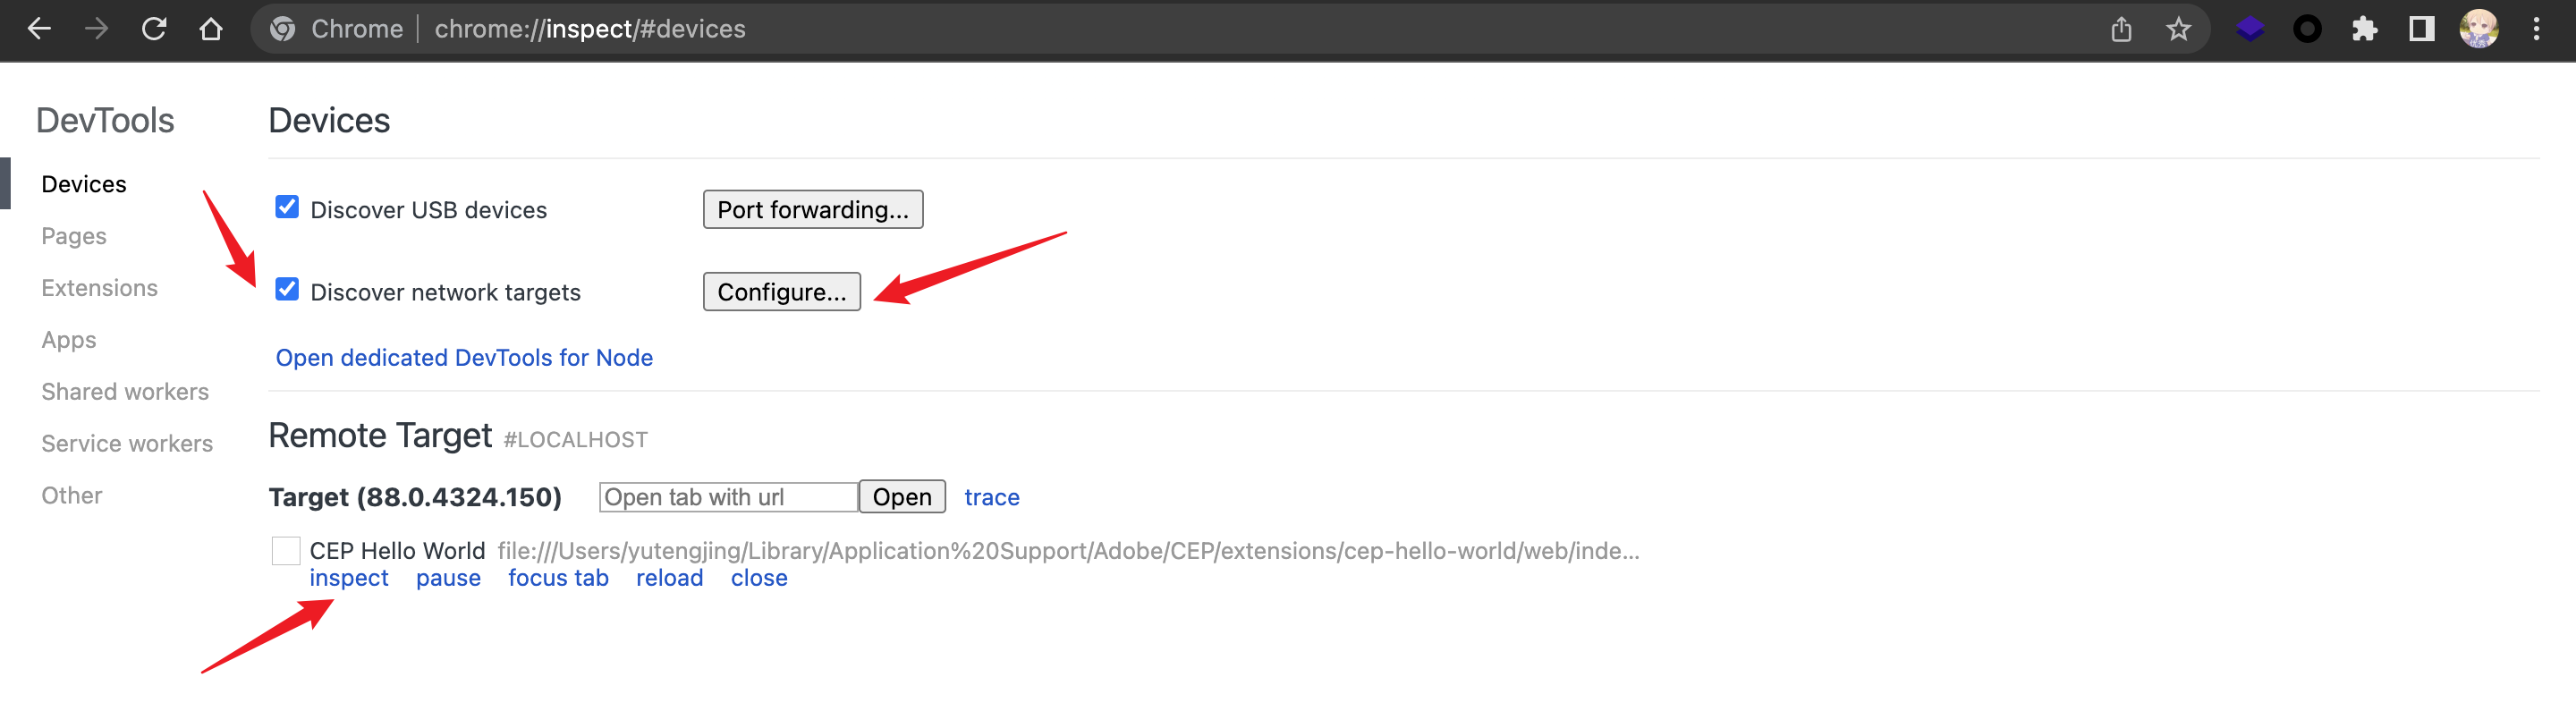 Chrome | chrome://inspect/#devices
DevTools
Devices
Pages
Extensions
Apps
Shared workers
Service workers
Other
Devices
Discover USB devices
Port forwarding...
Discover network targets
Configure...
Open dedicated DevTools for Node
Remote Target #LOCALHOST
Target (88.0.4324.150)
Open tab with url
Open
trace
CEP Hello World file:///Users/yutengjing/Library/Application%20Support/Adobe/CEP/extensions/cep-hello-world/web/inde...
inspect pause focus tab reload close